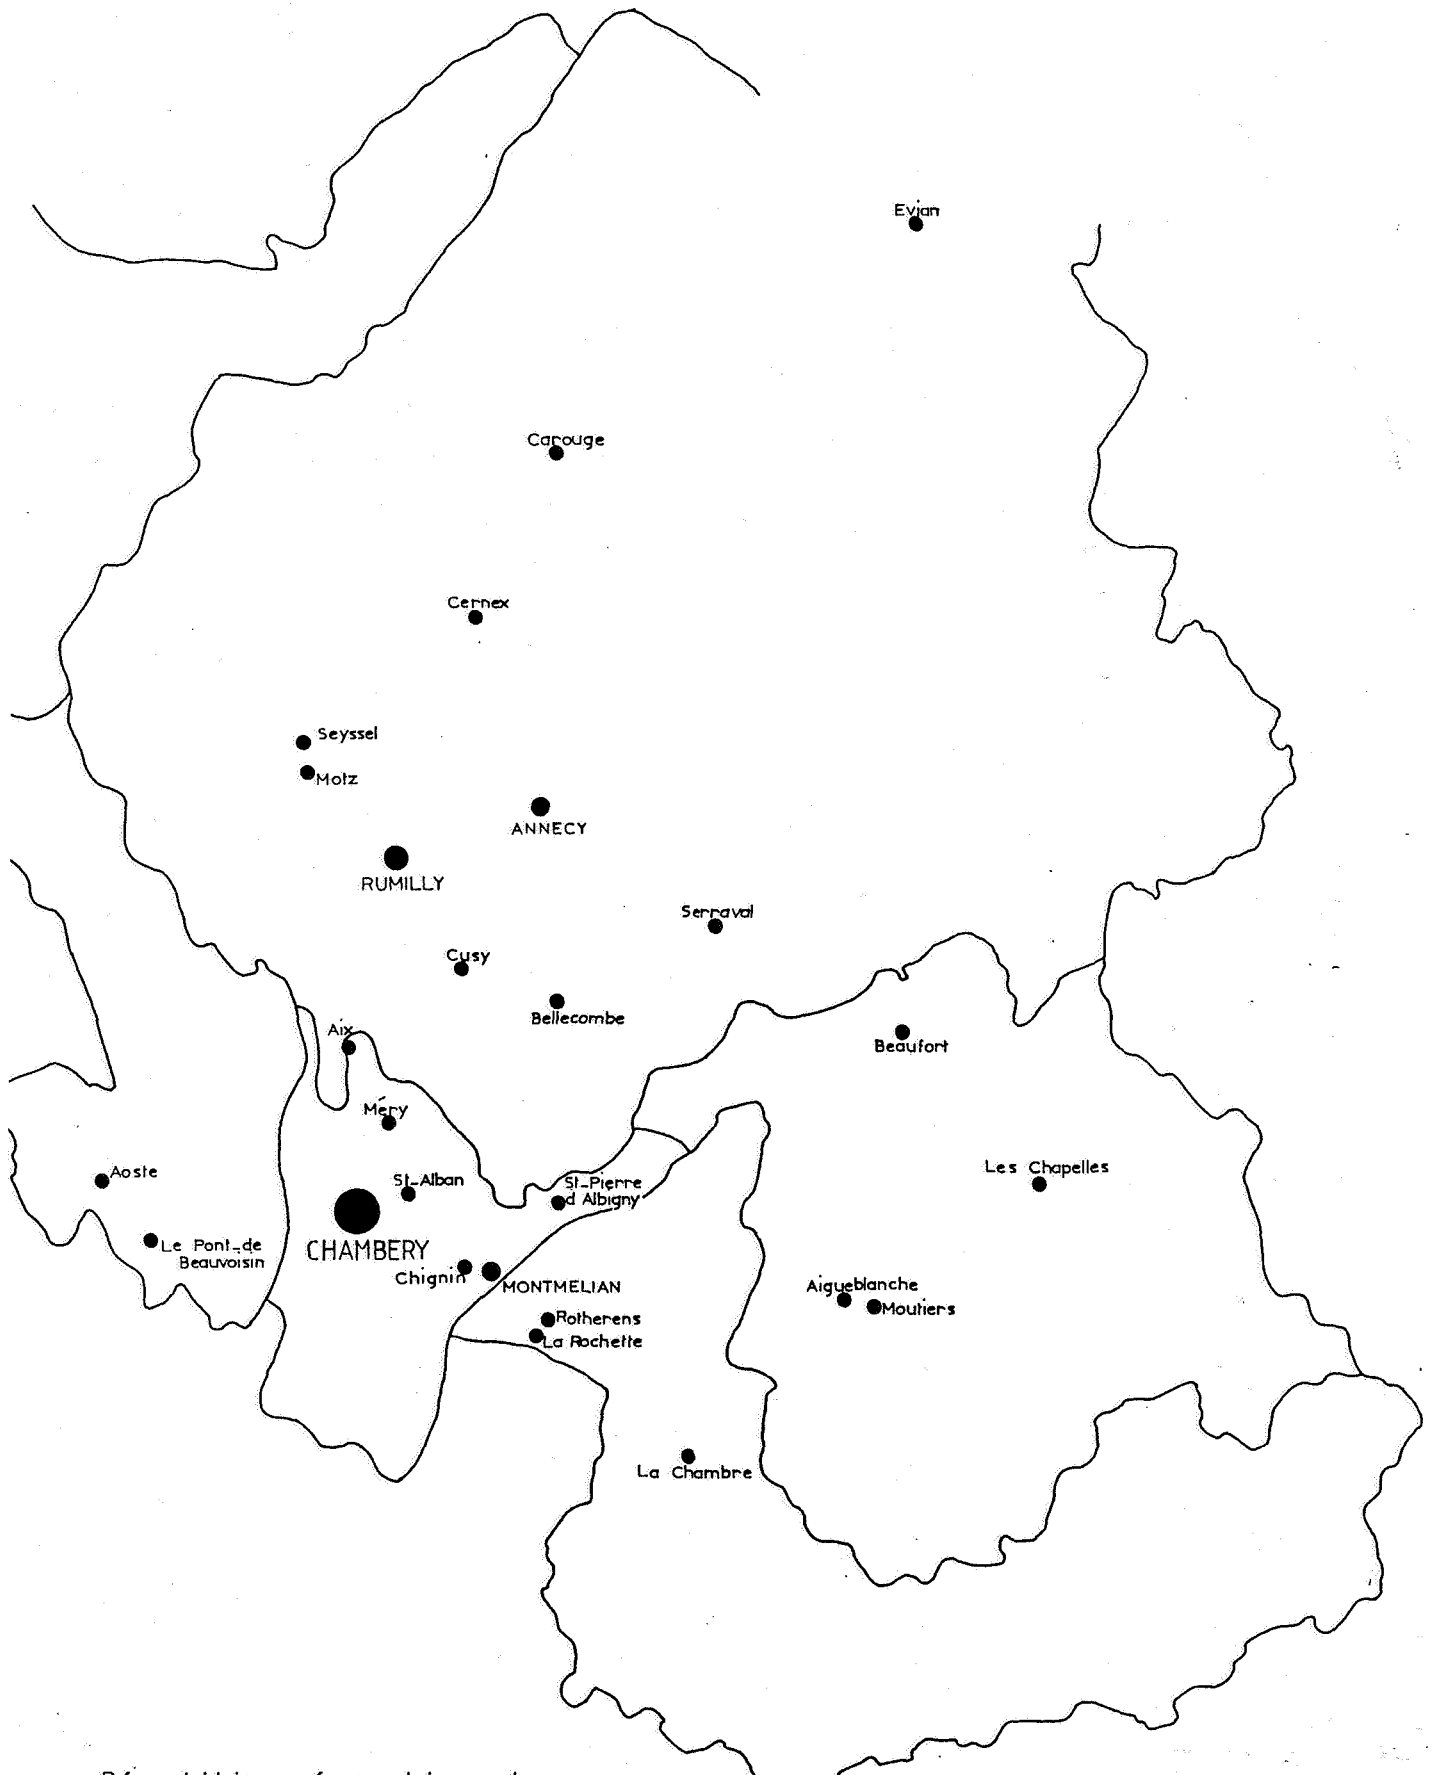 Evian
Carouge
Cernex
Seyssel
Motz
ANNECY
RUMILLY
Serraval
Cusy
Bellecombe
Aix
Beaufort
Méry
Aoste
Les Chapelles
St-Alban
St-Pierre
d Albigny
Le Pont-de
Beauvoisin
CHAMBERY
Chignin
MONTMELIAN
Aigueblanche
Moutiers
Rotherens
La Rochette
La Chambre